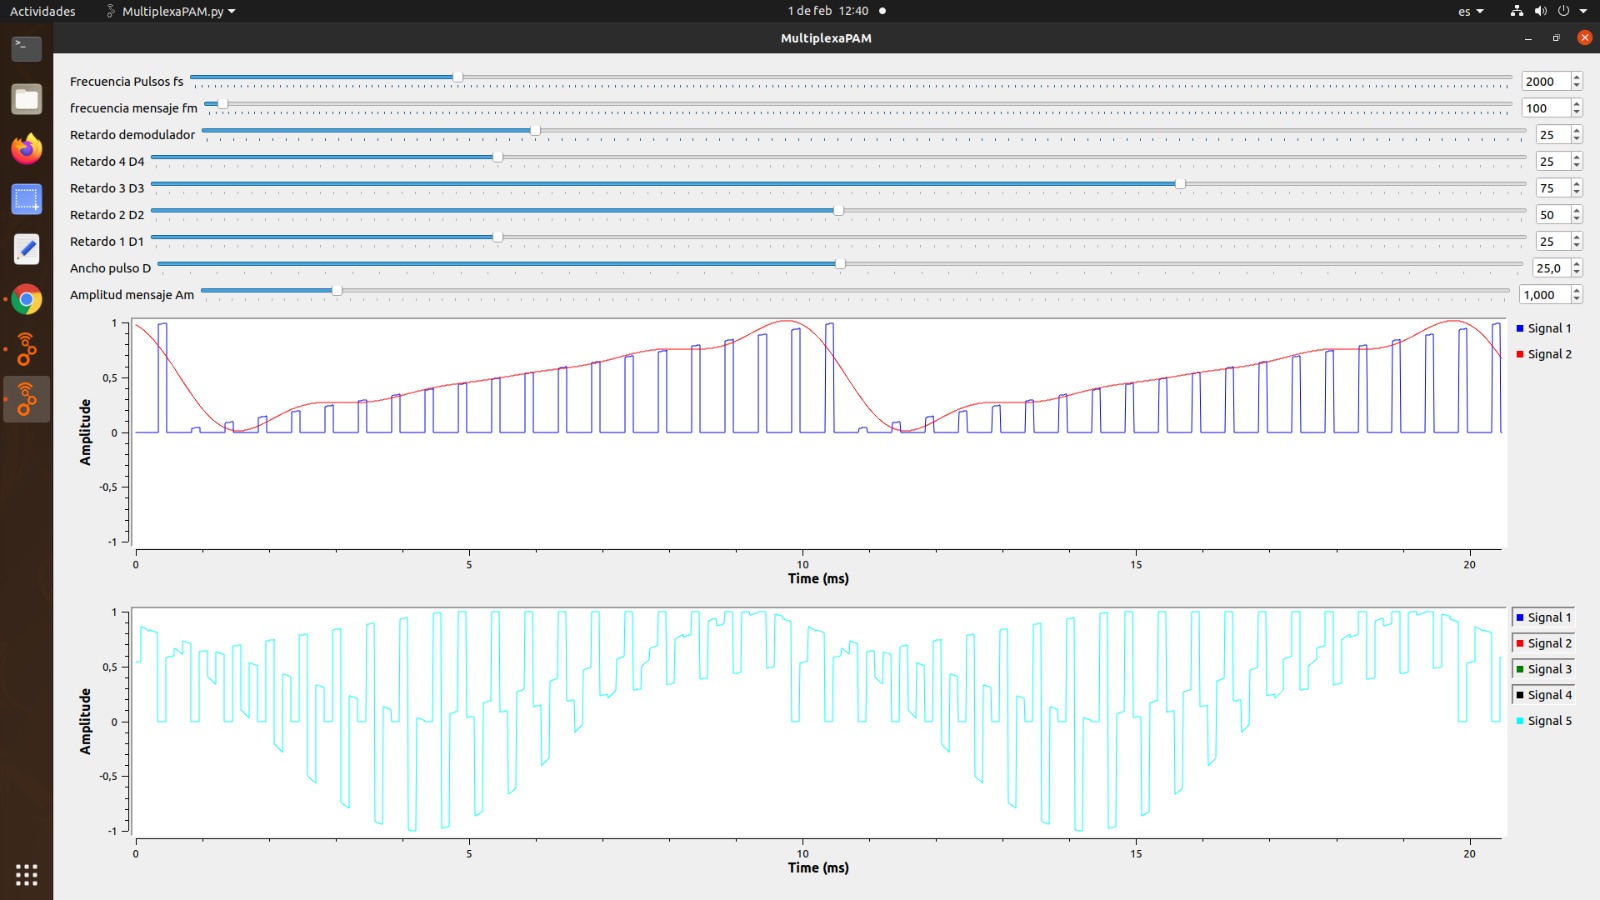 Actividades MultiplexaPAM.py 1 de feb 12:40 es
MultiplexaPAM
Frecuencia Pulsos fs 2000
frecuencia mensaje fm 100
Retardo demodulador 25
Retardo 4 D4 25
Retardo 3 D3 75
Retardo 2 D2 50
Retardo 1 D1 25
Ancho pulso D 25,0
Amplitud mensaje Am 1,000
Amplitude
1
0,5
0
-0,5
-1
0 5 10 15 20
Time (ms)
Signal 1
Signal 2
Amplitude
1
0,5
0
-0,5
-1
0 5 10 15 20
Time (ms)
Signal 1
Signal 2
Signal 3
Signal 4
Signal 5